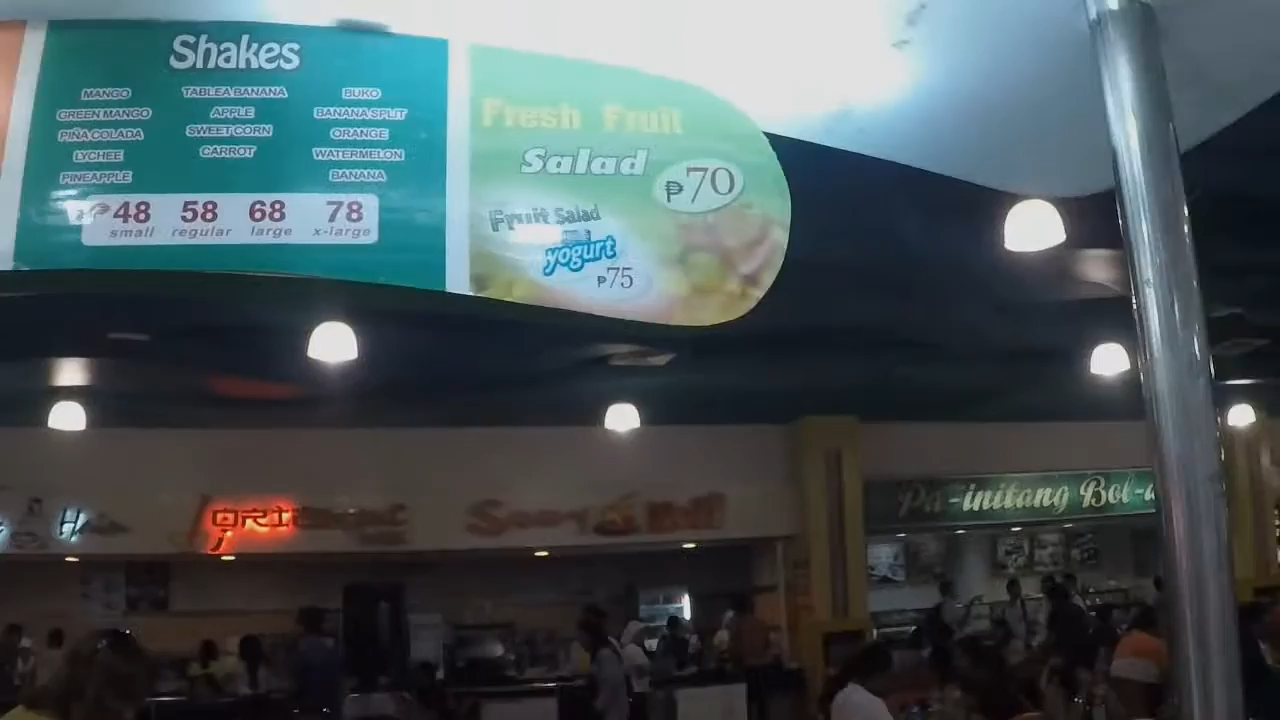 Shakes
MANGO
GREEN MANGO
PIÑA COLADA
LYCHEE
PINEAPPLE
TABLEA BANANA
APPLE
SWEET CORN
CARROT
BUKO
BANANA SPLIT
ORANGE
WATERMELON
BANANA
₱48 58 68 78
small regular large x-large
Fresh Fruit
Salad
₱70
Fruit Salad
yogurt
₱75
Pa-initang Bol-a